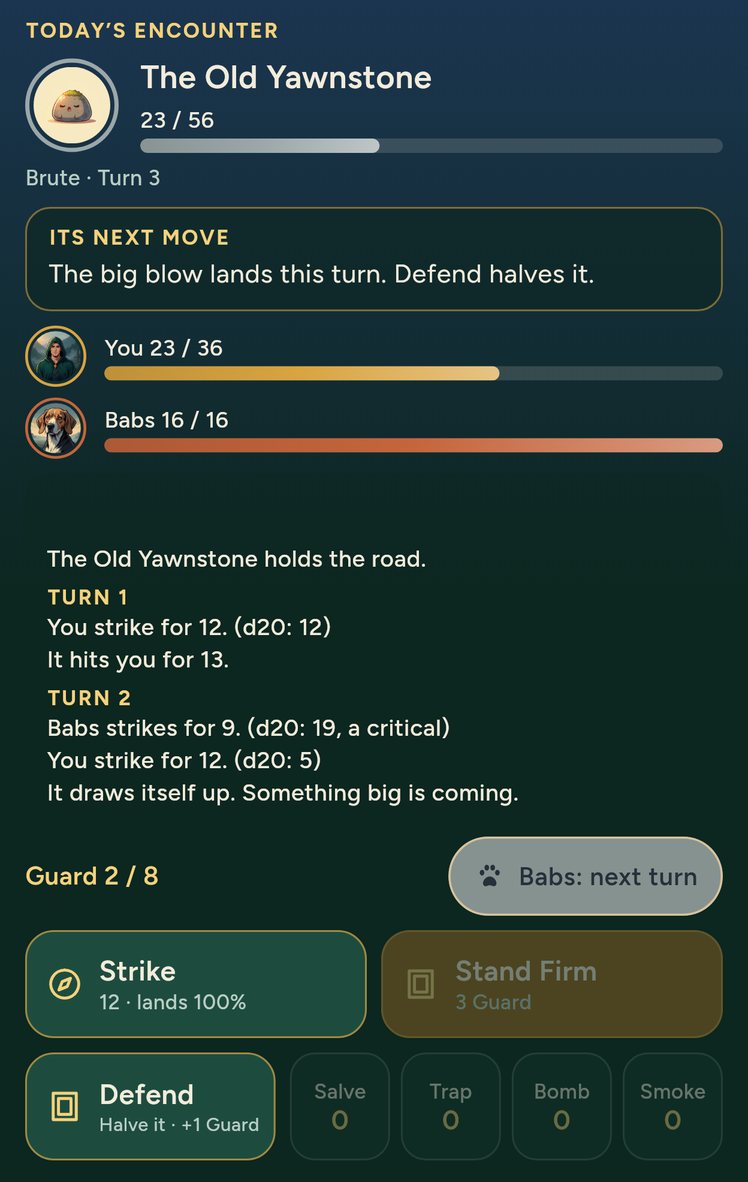 TODAY’S ENCOUNTER
The Old Yawnstone
23 / 56
Brute · Turn 3
ITS NEXT MOVE
The big blow lands this turn. Defend halves it.
You 23 / 36
Babs 16 / 16
The Old Yawnstone holds the road.
TURN 1
You strike for 12. (d20: 12)
It hits you for 13.
TURN 2
Babs strikes for 9. (d20: 19, a critical)
You strike for 12. (d20: 5)
It draws itself up. Something big is coming.
Guard 2 / 8
Babs: next turn
Strike
12 · lands 100%
Stand Firm
3 Guard
Defend
Halve it · +1 Guard
Salve
0
Trap
0
Bomb
0
Smoke
0